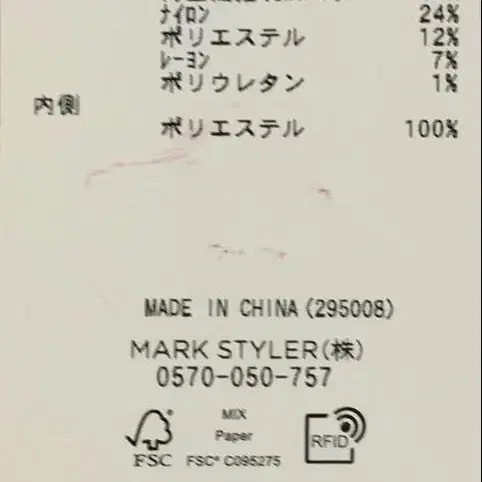 ナイロン 24%
ポリエステル 12%
レーヨン 7%
ポリウレタン 1%
内側
ポリエステル 100%
MADE IN CHINA (295008)
MARK STYLER(株)
0570-050-757
MIX
Paper
FSC® C095275
FSC
RFID